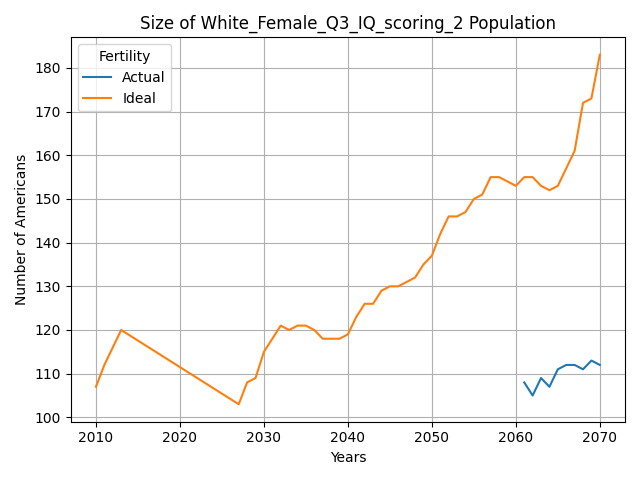 Size of White_Female_Q3_IQ_scoring_2 Population
Fertility
Actual
Ideal
Number of Americans
180
170
160
150
140
130
120
110
100
2010 2020 2030 2040 2050 2060 2070
Years